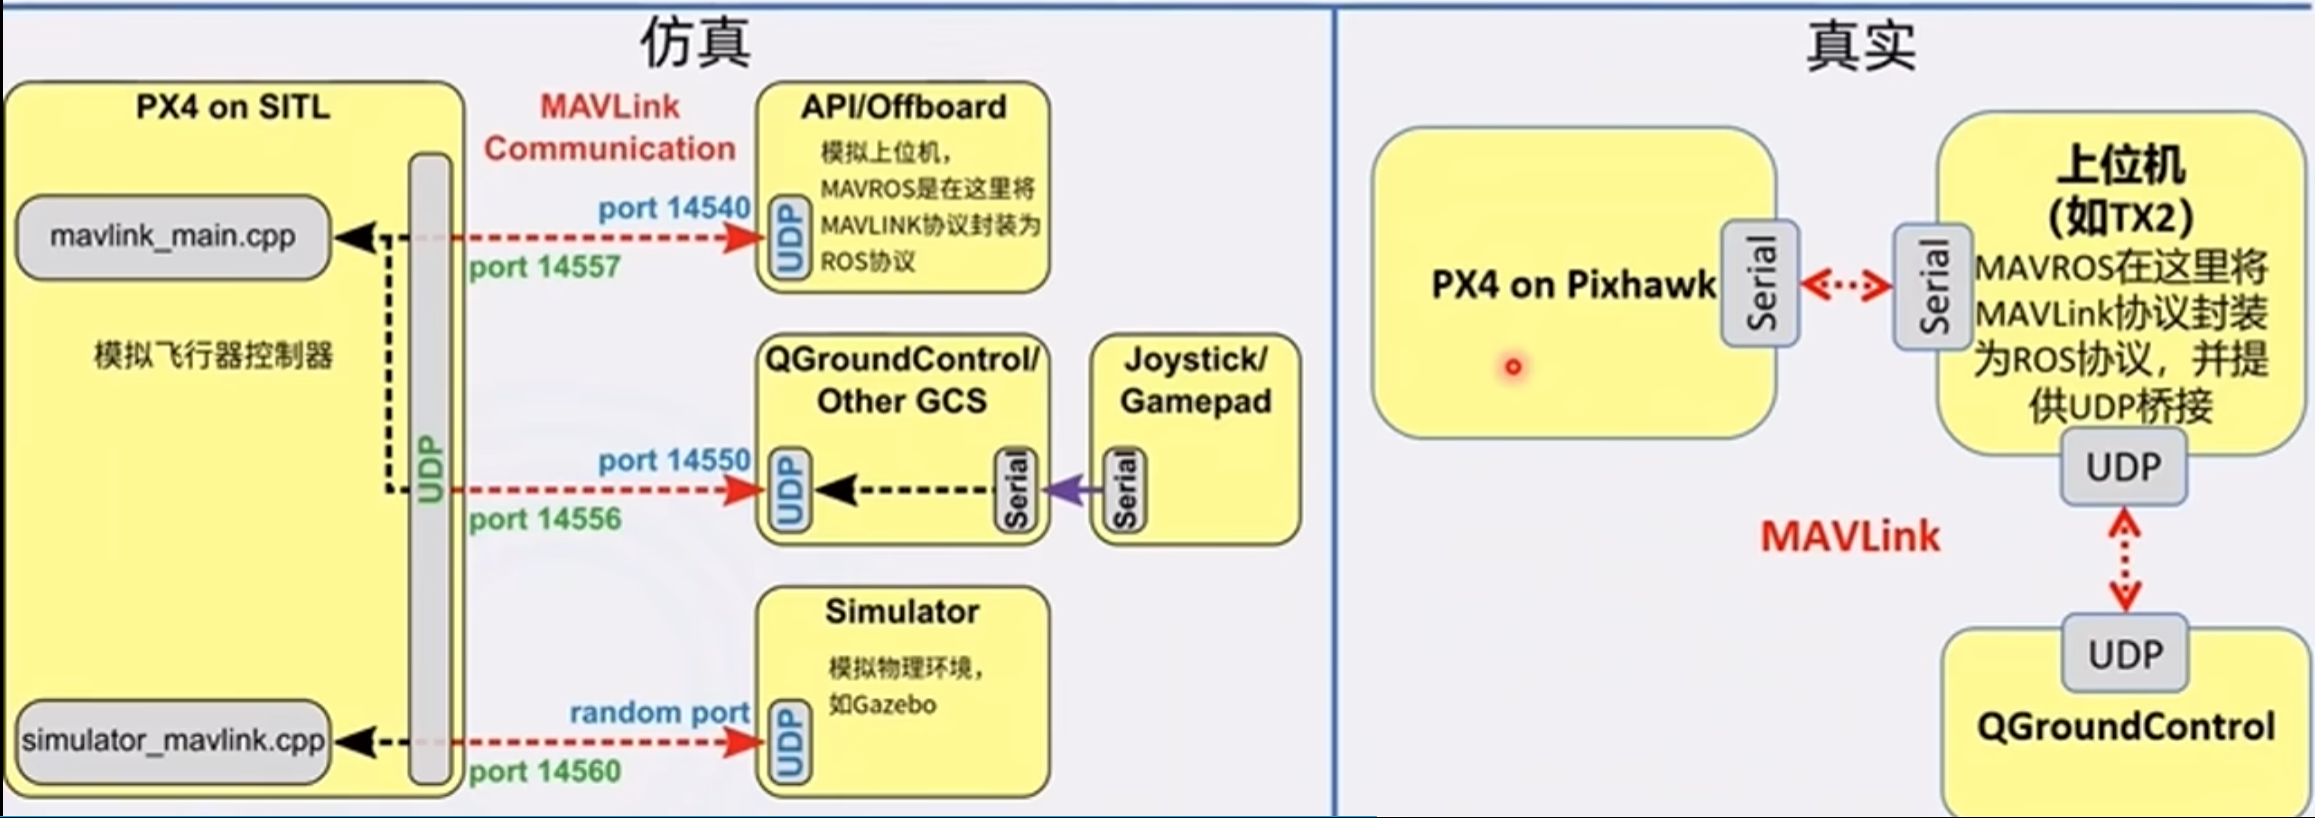 仿真
PX4 on SITL
mavlink_main.cpp
模拟飞行器控制器
simulator_mavlink.cpp
UDP
MAVLink
Communication
port 14540
port 14557
port 14550
port 14556
random port
port 14560
API/Offboard
模拟上位机，
MAVROS是在这里将
MAVLINK协议封装为
ROS协议
UDP
QGroundControl/
Other GCS
UDP
Serial
Joystick/
Gamepad
Serial
Simulator
模拟物理环境，
如Gazebo
UDP
真实
PX4 on Pixhawk
Serial
Serial
上位机
（如TX2）
MAVROS在这里将
MAVLink协议封装
为ROS协议，并提
供UDP桥接
UDP
MAVLink
UDP
QGroundControl